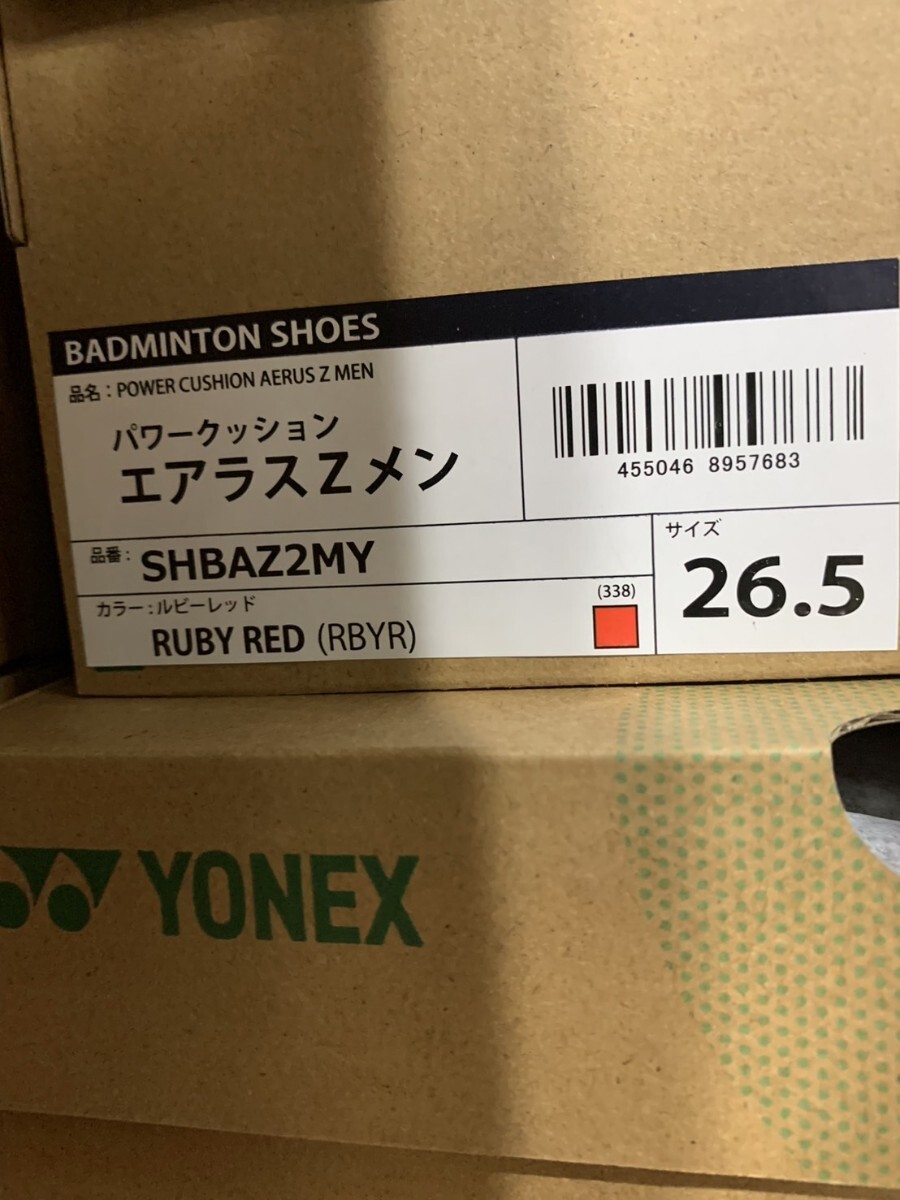 BADMINTON SHOES
品名：POWER CUSHION AERUS Z MEN
パワークッション
エアラスZメン
455046 8957683
品番：SHBAZ2MY
サイズ
26.5
カラー：ルビーレッド
RUBY RED (RBYR)
(338)
YONEX